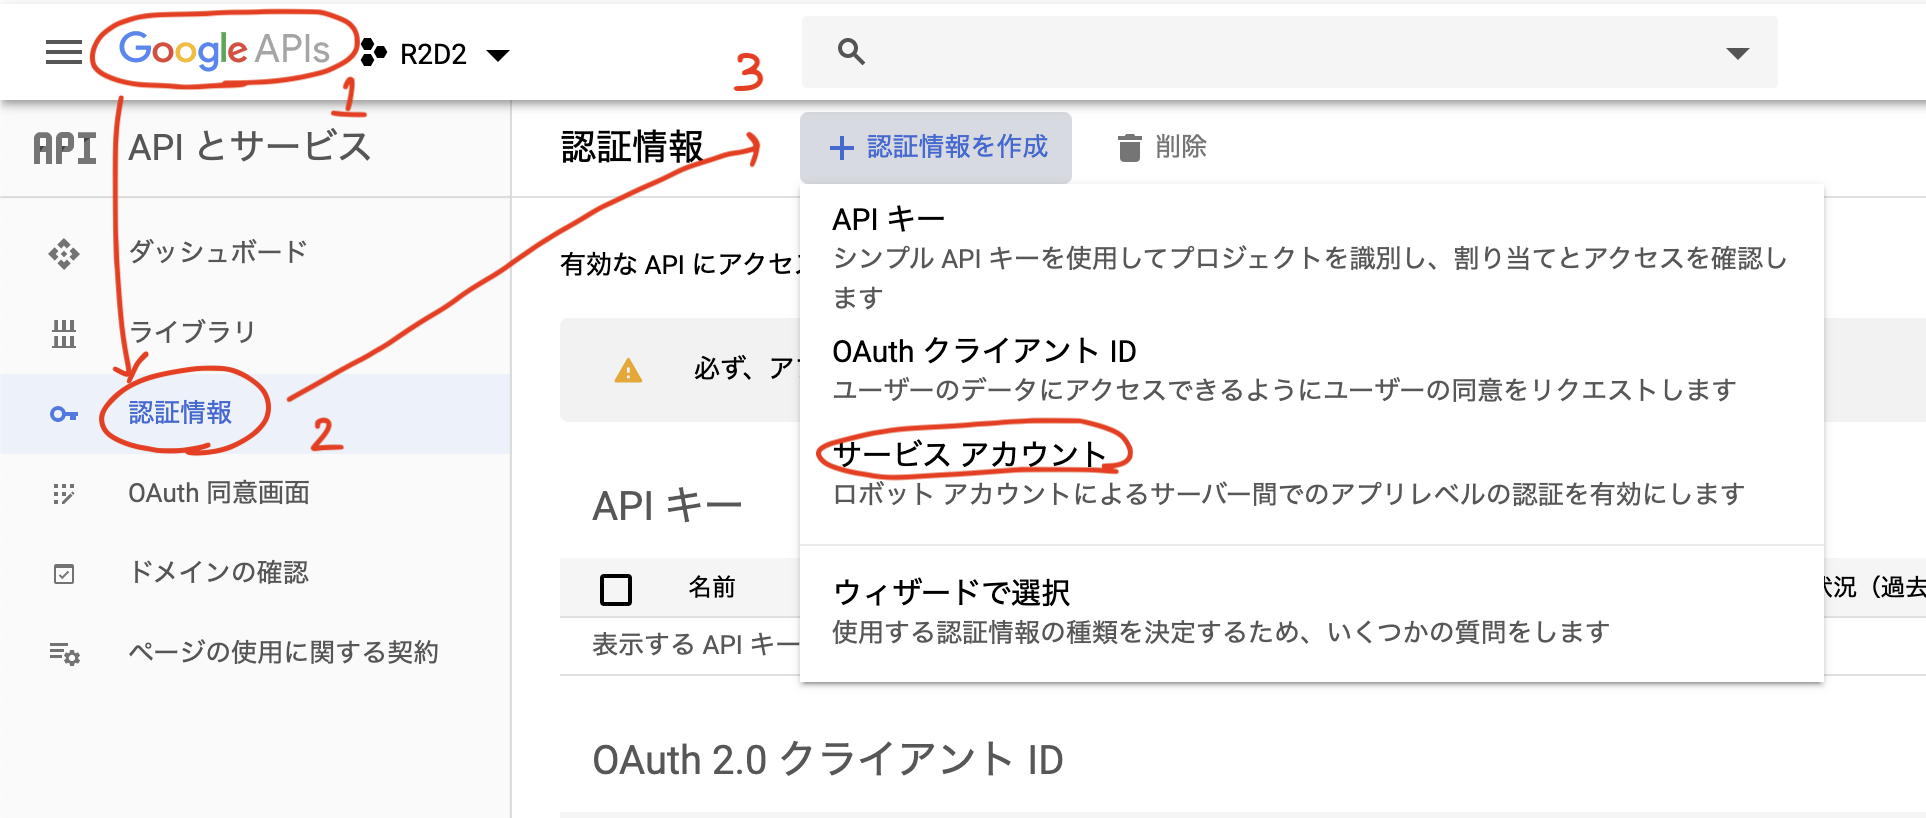 Google APIs
R2D2
1
3
API APIとサービス
認証情報
+ 認証情報を作成
削除
ダッシュボード
ライブラリ
認証情報
2
OAuth 同意画面
ドメインの確認
ページの使用に関する契約
有効な API にアクセ
必ず、ア
API キー
シンプル API キーを使用してプロジェクトを識別し、割り当てとアクセスを確認し
ます
OAuth クライアント ID
ユーザーのデータにアクセスできるようにユーザーの同意をリクエストします
サービス アカウント
ロボット アカウントによるサーバー間でのアプリレベルの認証を有効にします
ウィザードで選択
使用する認証情報の種類を決定するため、いくつかの質問をします
API キー
名前
状況（過去
表示する API キー
OAuth 2.0 クライアント ID